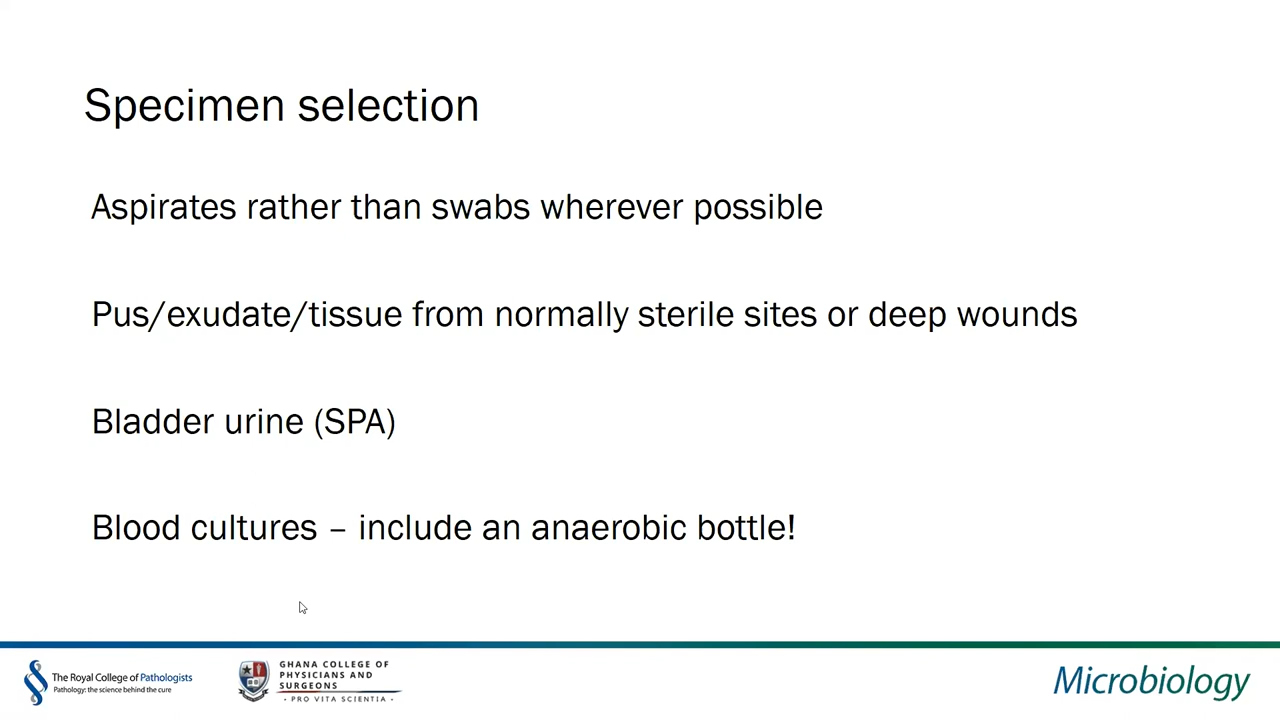 Specimen selection
Aspirates rather than swabs wherever possible
Pus/exudate/tissue from normally sterile sites or deep wounds
Bladder urine (SPA)
Blood cultures – include an anaerobic bottle!
The Royal College of Pathologists
Pathology: the science behind the cure
GHANA COLLEGE OF
PHYSICIANS AND
SURGEONS
- PRO VITA SCIENTIA -
Microbiology